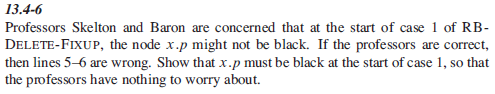 13.4-6
Professors Skelton and Baron are concerned that at the start of case 1 of RB-
DELETE-FIXUP, the node x.p might not be black. If the professors are correct,
then lines 5–6 are wrong. Show that x.p must be black at the start of case 1, so that
the professors have nothing to worry about.